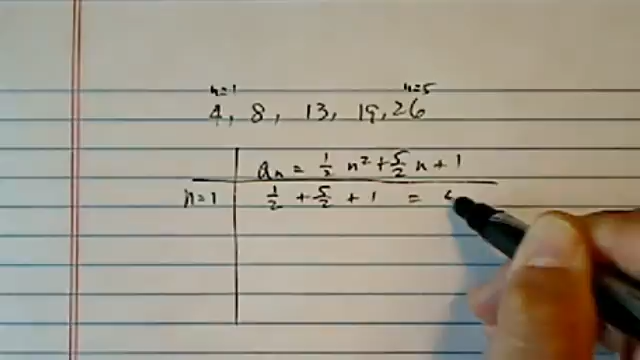 n=1 n=5
4, 8, 13, 19, 26
aₙ = 1/2 n² + 5/2 n + 1
n=1 1/2 + 5/2 + 1 =